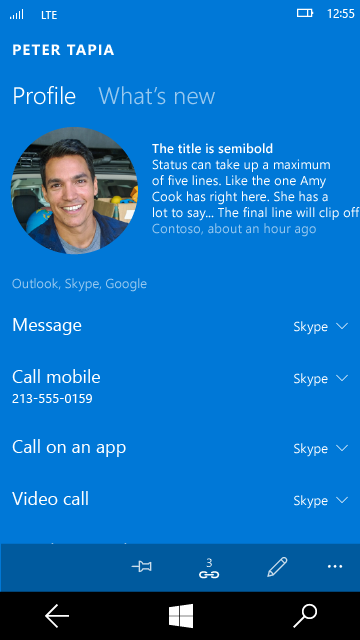 LTE 12:55
PETER TAPIA
Profile What's new
The title is semibold
Status can take up a maximum
of five lines. Like the one Amy
Cook has right here. She has a
lot to say... The final line will clip off
Contoso, about an hour ago
Outlook, Skype, Google
Message Skype
Call mobile Skype
213-555-0159
Call on an app Skype
Video call Skype
3